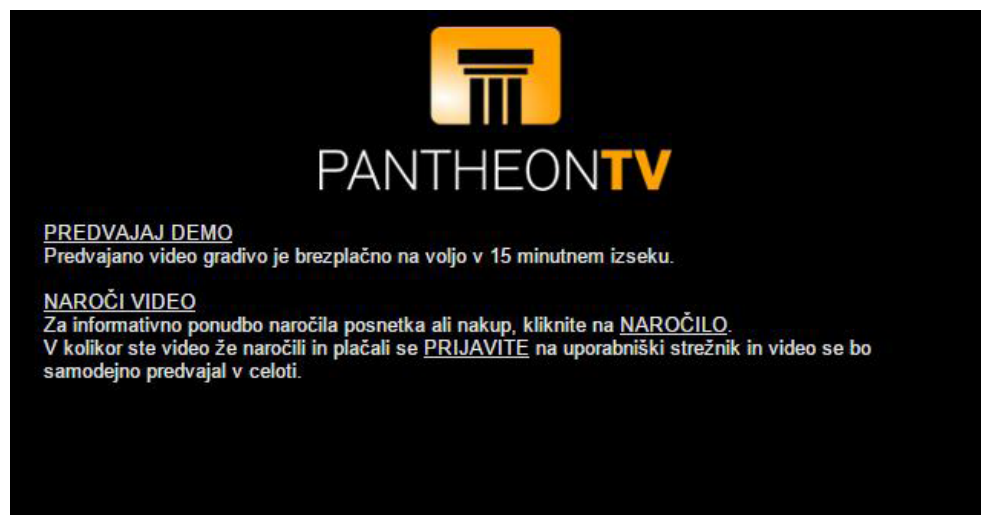 PANTHEONTV
PREDVAJAJ DEMO
Predvajano video gradivo je brezplačno na voljo v 15 minutnem izseku.
NAROČI VIDEO
Za informativno ponudbo naročila posnetka ali nakup, kliknite na NAROČILO.
V kolikor ste video že naročili in plačali se PRIJAVITE na uporabniški strežnik in video se bo
samodejno predvajal v celoti.